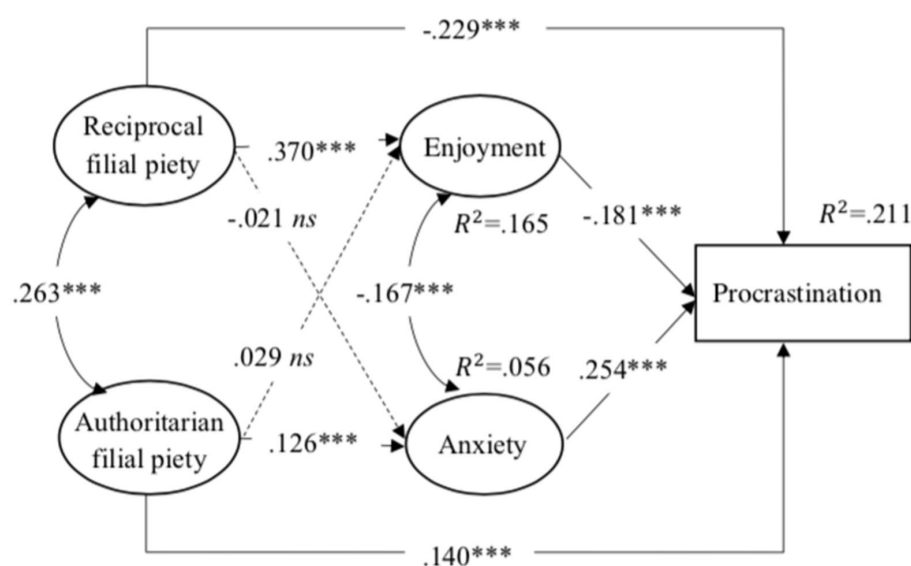 -.229***
Reciprocal
filial piety
.370***
Enjoyment
-.021 ns
R²=.165
-.181***
R²=.211
.263***
-.167***
Procrastination
.029 ns
R²=.056
.254***
Authoritarian
filial piety
.126***
Anxiety
.140***